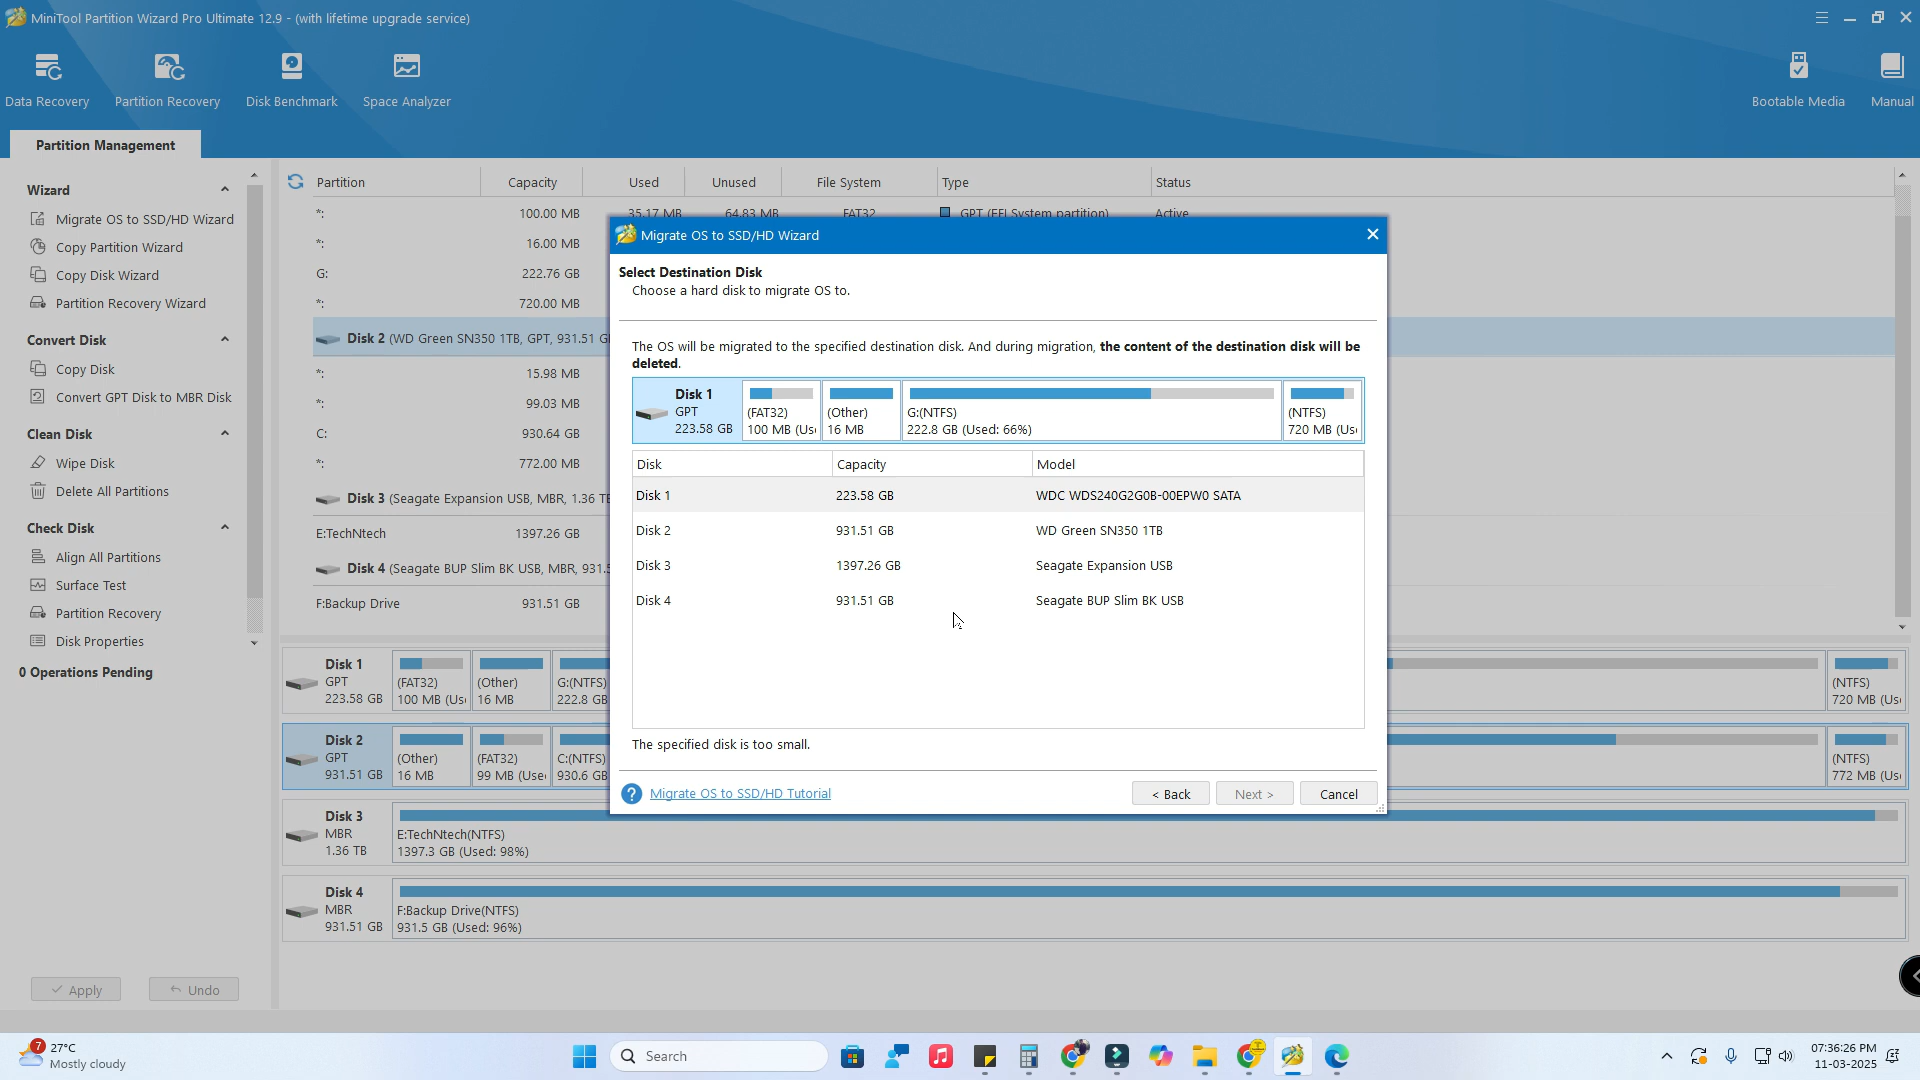 MiniTool Partition Wizard Pro Ultimate 12.9 - (with lifetime upgrade service)
Data Recovery
Partition Recovery
Disk Benchmark
Space Analyzer
Bootable Media
Manual
Partition Management
Wizard
Migrate OS to SSD/HD Wizard
Copy Partition Wizard
Copy Disk Wizard
Partition Recovery Wizard
Convert Disk
Copy Disk
Convert GPT Disk to MBR Disk
Clean Disk
Wipe Disk
Delete All Partitions
Check Disk
Align All Partitions
Surface Test
Partition Recovery
Disk Properties
0 Operations Pending
Apply
Undo
Partition Capacity Used Unused File System Type Status
*: 100.00 MB 35.17 MB 64.83 MB FAT32 GPT (EFI System partition) Active
*: 16.00 MB
G: 222.76 GB
*: 720.00 MB
Disk 2 (WD Green SN350 1TB, GPT, 931.51 G
*: 15.98 MB
*: 99.03 MB
C: 930.64 GB
*: 772.00 MB
Disk 3 (Seagate Expansion USB, MBR, 1.36 T
E:TechNtech 1397.26 GB
Disk 4 (Seagate BUP Slim BK USB, MBR, 931.5
F:Backup Drive 931.51 GB
Migrate OS to SSD/HD Wizard
Select Destination Disk
Choose a hard disk to migrate OS to.
The OS will be migrated to the specified destination disk. And during migration, the content of the destination disk will be
deleted.
Disk 1
GPT
223.58 GB
(FAT32)
100 MB (Us
(Other)
16 MB
G:(NTFS)
222.8 GB (Used: 66%)
(NTFS)
720 MB (Us
Disk Capacity Model
Disk 1 223.58 GB WDC WDS240G2G0B-00EPW0 SATA
Disk 2 931.51 GB WD Green SN350 1TB
Disk 3 1397.26 GB Seagate Expansion USB
Disk 4 931.51 GB Seagate BUP Slim BK USB
The specified disk is too small.
? Migrate OS to SSD/HD Tutorial
< Back
Next >
Cancel
Disk 1
GPT
223.58 GB
(FAT32)
100 MB (Us
(Other)
16 MB
G:(NTFS)
222.8 GB
(NTFS)
720 MB (Us
Disk 2
GPT
931.51 GB
(Other)
16 MB
(FAT32)
99 MB (Use
C:(NTFS)
930.6 GB
(NTFS)
772 MB (Us
Disk 3
MBR
1.36 TB
E:TechNtech(NTFS)
1397.3 GB (Used: 98%)
Disk 4
MBR
931.51 GB
F:Backup Drive(NTFS)
931.5 GB (Used: 96%)
7
27°C
Mostly cloudy
Search
07:36:26 PM
11-03-2025